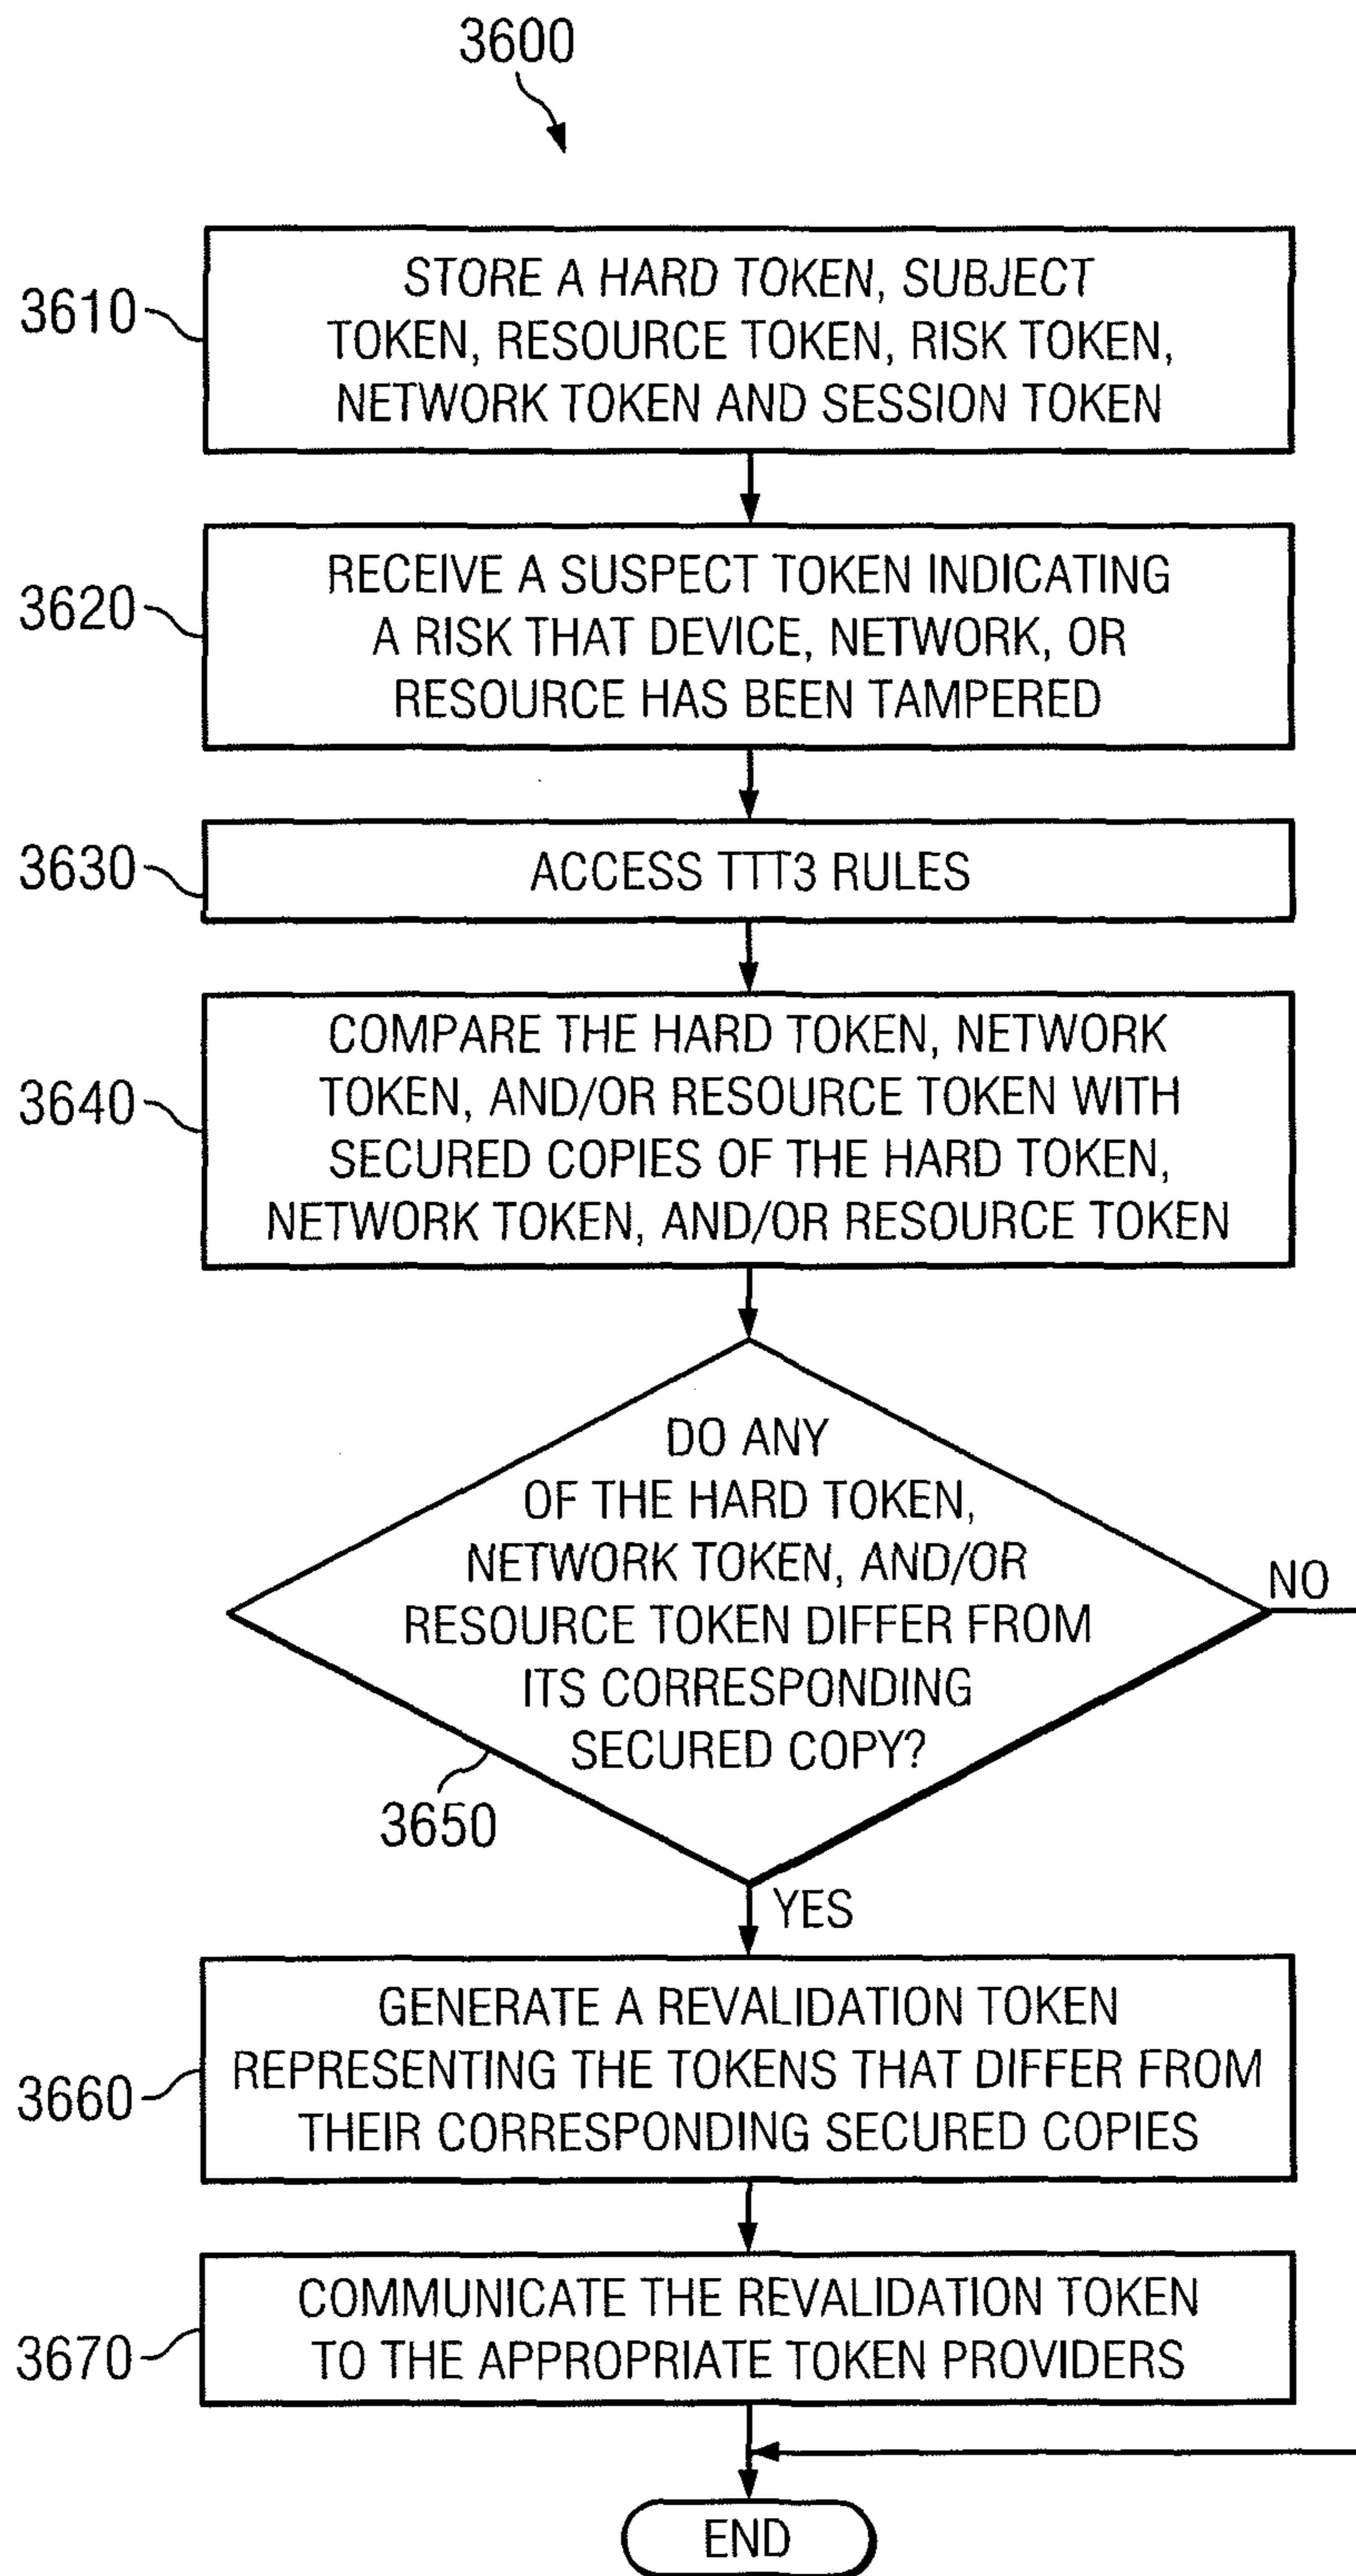 3600
3610
STORE A HARD TOKEN, SUBJECT
TOKEN, RESOURCE TOKEN, RISK TOKEN,
NETWORK TOKEN AND SESSION TOKEN
3620
RECEIVE A SUSPECT TOKEN INDICATING
A RISK THAT DEVICE, NETWORK, OR
RESOURCE HAS BEEN TAMPERED
3630
ACCESS TTT3 RULES
3640
COMPARE THE HARD TOKEN, NETWORK
TOKEN, AND/OR RESOURCE TOKEN WITH
SECURED COPIES OF THE HARD TOKEN,
NETWORK TOKEN, AND/OR RESOURCE TOKEN
DO ANY
OF THE HARD TOKEN,
NETWORK TOKEN, AND/OR
RESOURCE TOKEN DIFFER FROM
ITS CORRESPONDING
SECURED COPY?
NO
3650
YES
3660
GENERATE A REVALIDATION TOKEN
REPRESENTING THE TOKENS THAT DIFFER FROM
THEIR CORRESPONDING SECURED COPIES
3670
COMMUNICATE THE REVALIDATION TOKEN
TO THE APPROPRIATE TOKEN PROVIDERS
END